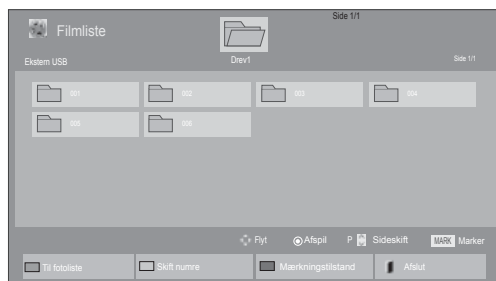 Side 1/1
Filmliste
Ekstern USB
Drev1
Side 1/1
001
002
003
004
005
006
Flyt
Afspil
P
Sideskift
MARK
Marker
Til fotoliste
Skift numre
Mærkningstilstand
Afslut